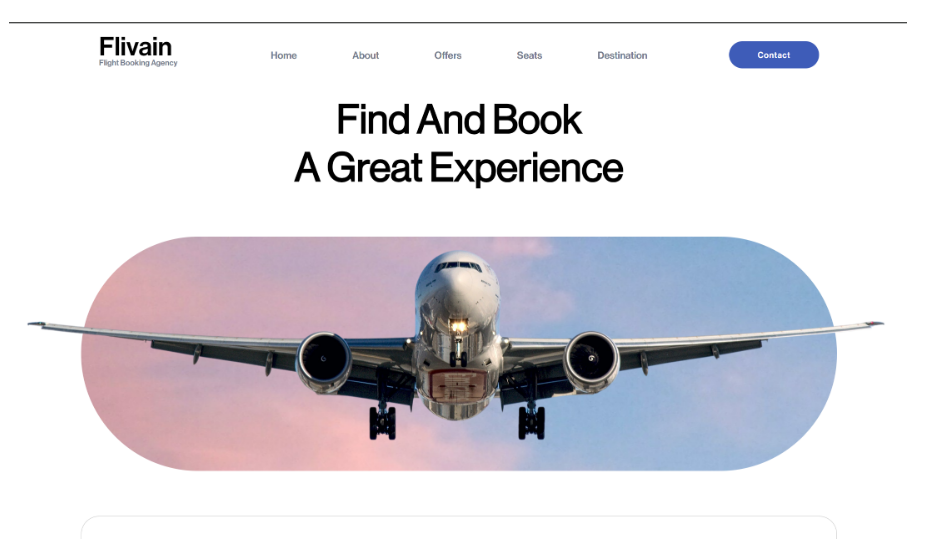 Flivain
Flight Booking Agency
Home
About
Offers
Seats
Destination
Contact
Find And Book
A Great Experience